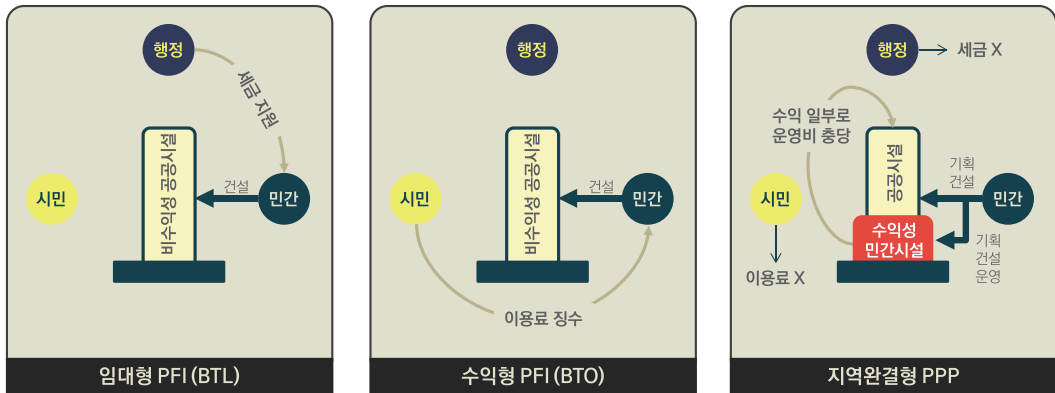 행정
세금 지원
시민
비수익성 공공시설
건설
민간
임대형 PFI (BTL)
행정
시민
비수익성 공공시설
건설
민간
이용료 징수
수익형 PFI (BTO)
행정
세금 X
수익 일부로
운영비 충당
시민
이용료 X
공공시설
수익성
민간시설
기획
건설
민간
기획
건설
운영
지역완결형 PPP